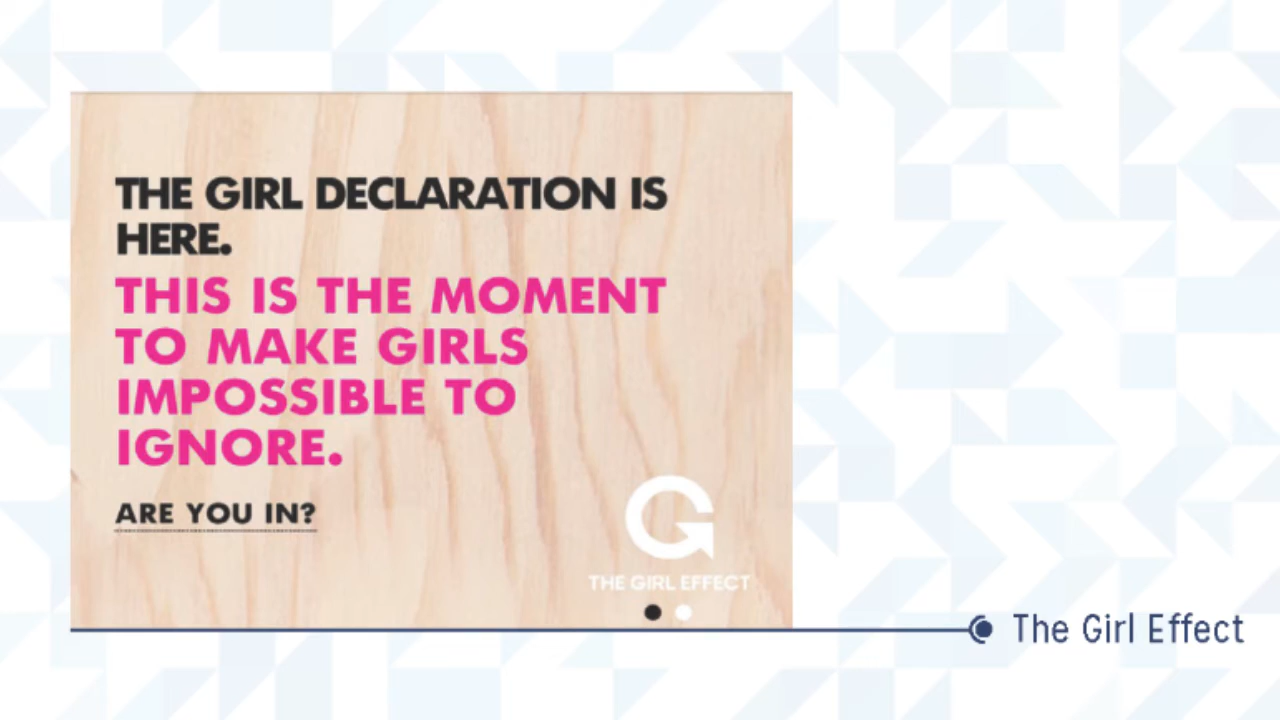 THE GIRL DECLARATION IS
HERE.
THIS IS THE MOMENT
TO MAKE GIRLS
IMPOSSIBLE TO
IGNORE.
ARE YOU IN?
THE GIRL EFFECT
The Girl Effect